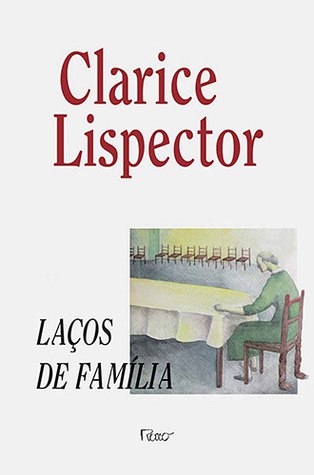 Clarice
Lispector
LAÇOS
DE FAMÍLIA
Rocco